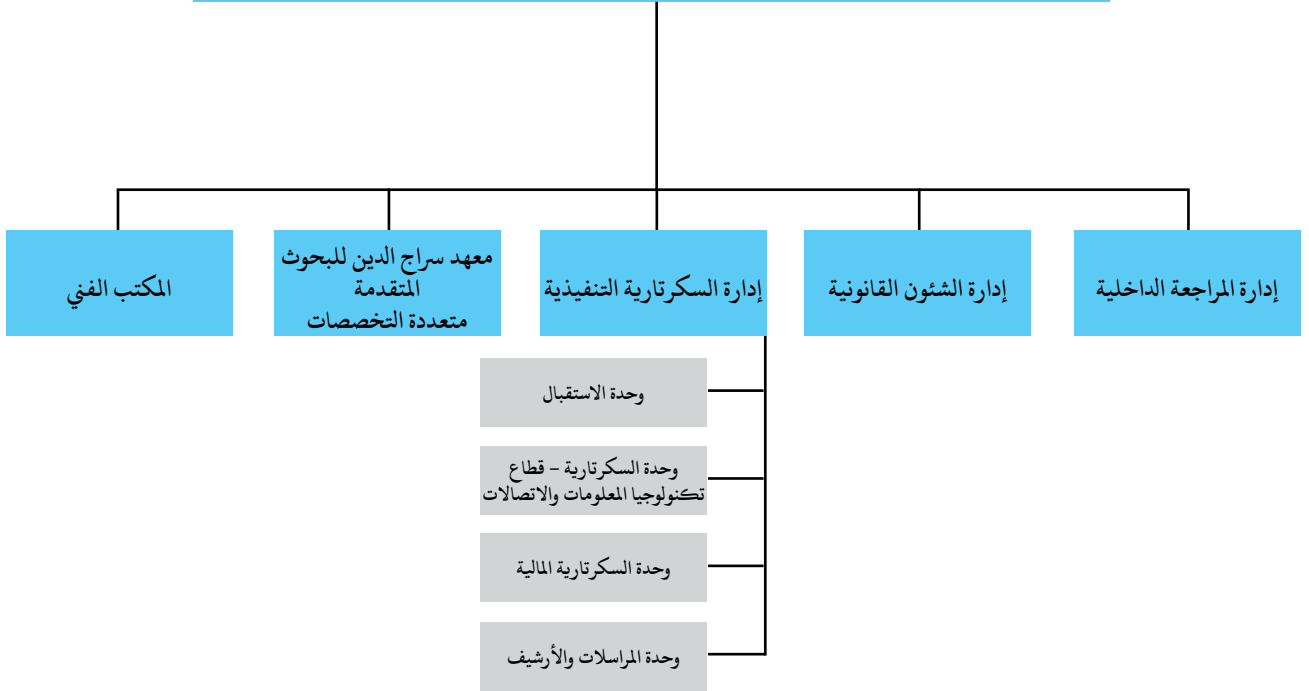 إدارة المراجعة الداخلية
إدارة الشئون القانونية
إدارة السكرتارية التنفيذية
معهد سراج الدين للبحوث
المتقدمة
متعددة التخصصات
المكتب الفني
وحدة الاستقبال
وحدة السكرتارية – قطاع
تكنولوجيا المعلومات والاتصالات
وحدة السكرتارية المالية
وحدة المراسلات والأرشيف